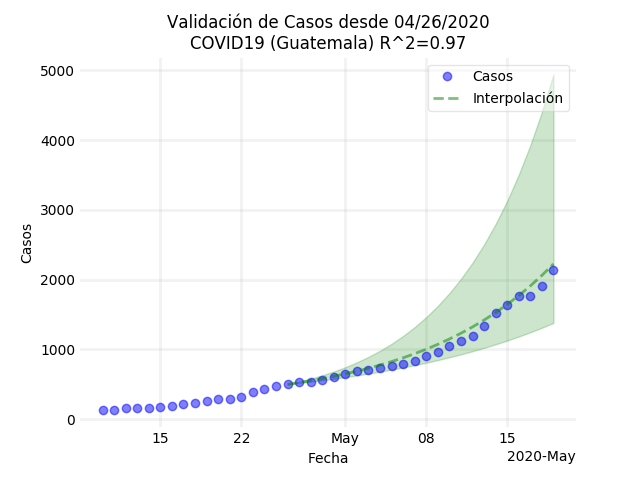 Validación de Casos desde 04/26/2020
COVID19 (Guatemala) R^2=0.97
Casos
Interpolación
5000
4000
3000
2000
1000
0
Casos
15
22
May
08
15
Fecha
2020-May